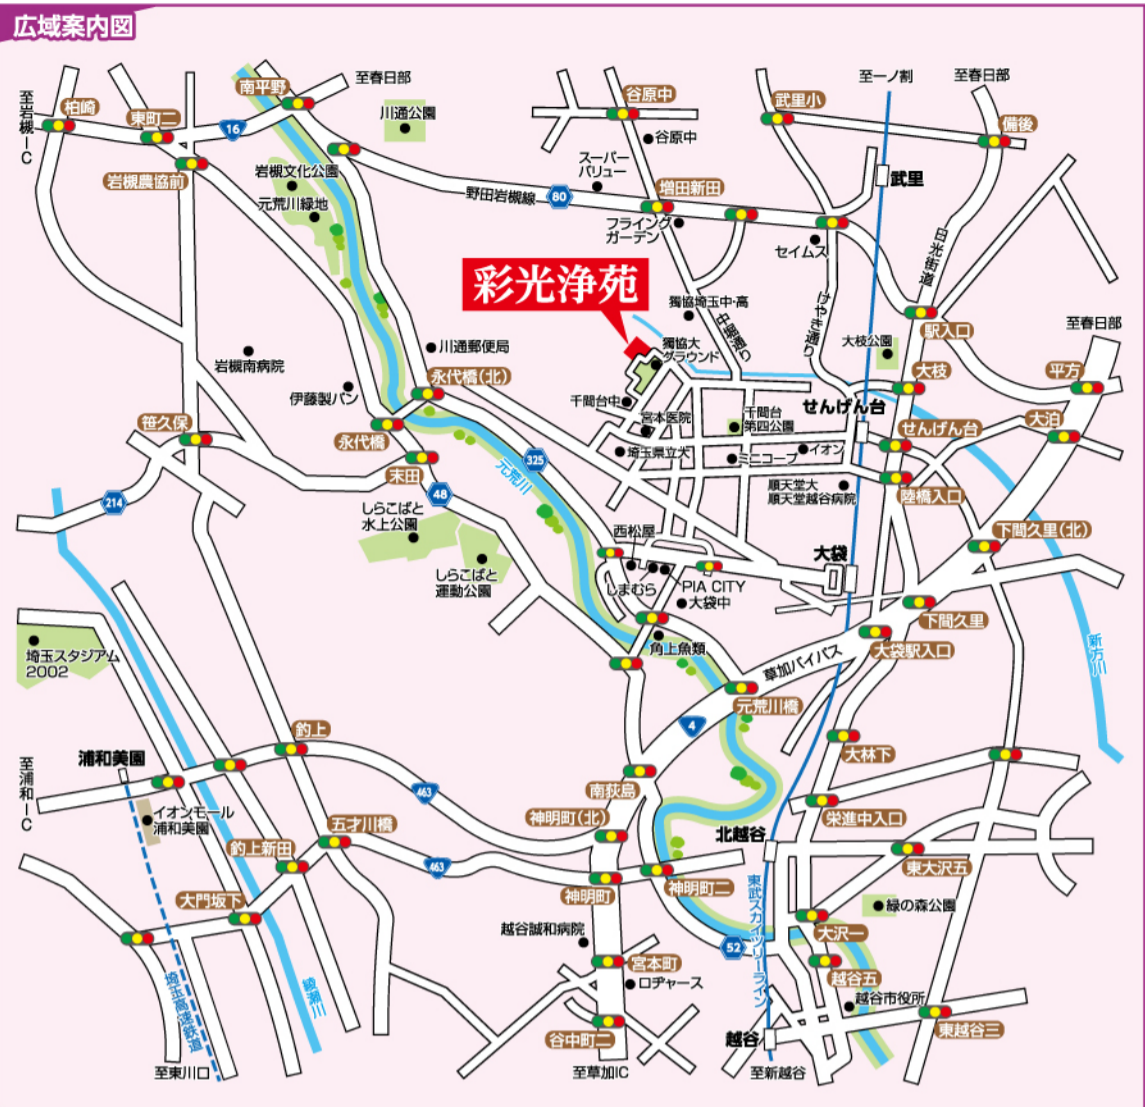 広域案内図
至岩槻IC
柏崎
東町二
16
南平野
至春日部
川通公園
谷原中
谷原中
武里小
至一ノ割
至春日部
備後
岩槻農協前
岩槻文化公園
元荒川緑地
野田岩槻線
80
スーパー
バリュー
増田新田
フライング
ガーデン
セイムス
武里
日光街道
彩光浄苑
獨協埼玉中・高
中堀通り
けやき通り
大枝公園
駅入口
至春日部
岩槻南病院
川通郵便局
獨協大
グラウンド
伊藤製パン
永代橋(北)
千間台中
宮本医院
千間台
第四公園
せんげん台
大枝
平方
笹久保
永代橋
末田
325
元荒川
埼玉県立大
ミニコープ
イオン
せんげん台
大泊
214
48
しらこばと
水上公園
順天堂大
順天堂越谷病院
陸橋入口
下間久里(北)
しらこばと
運動公園
西松屋
しまむら
PIA CITY
大袋中
大袋
下間久里
角上魚類
草加バイパス
大袋駅入口
新方川
埼玉スタジアム
2002
元荒川橋
4
釣上
浦和美園
至浦和IC
463
南荻島
大林下
イオンモール
浦和美園
五才川橋
神明町(北)
北越谷
栄進中入口
釣上新田
463
神明町
神明町二
東大沢五
大門坂下
東武スカイツリーライン
緑の森公園
越谷誠和病院
52
大沢一
宮本町
ロヂャース
越谷五
埼玉高速鉄道
綾瀬川
越谷市役所
谷中町二
越谷
東越谷三
至東川口
至草加IC
至新越谷